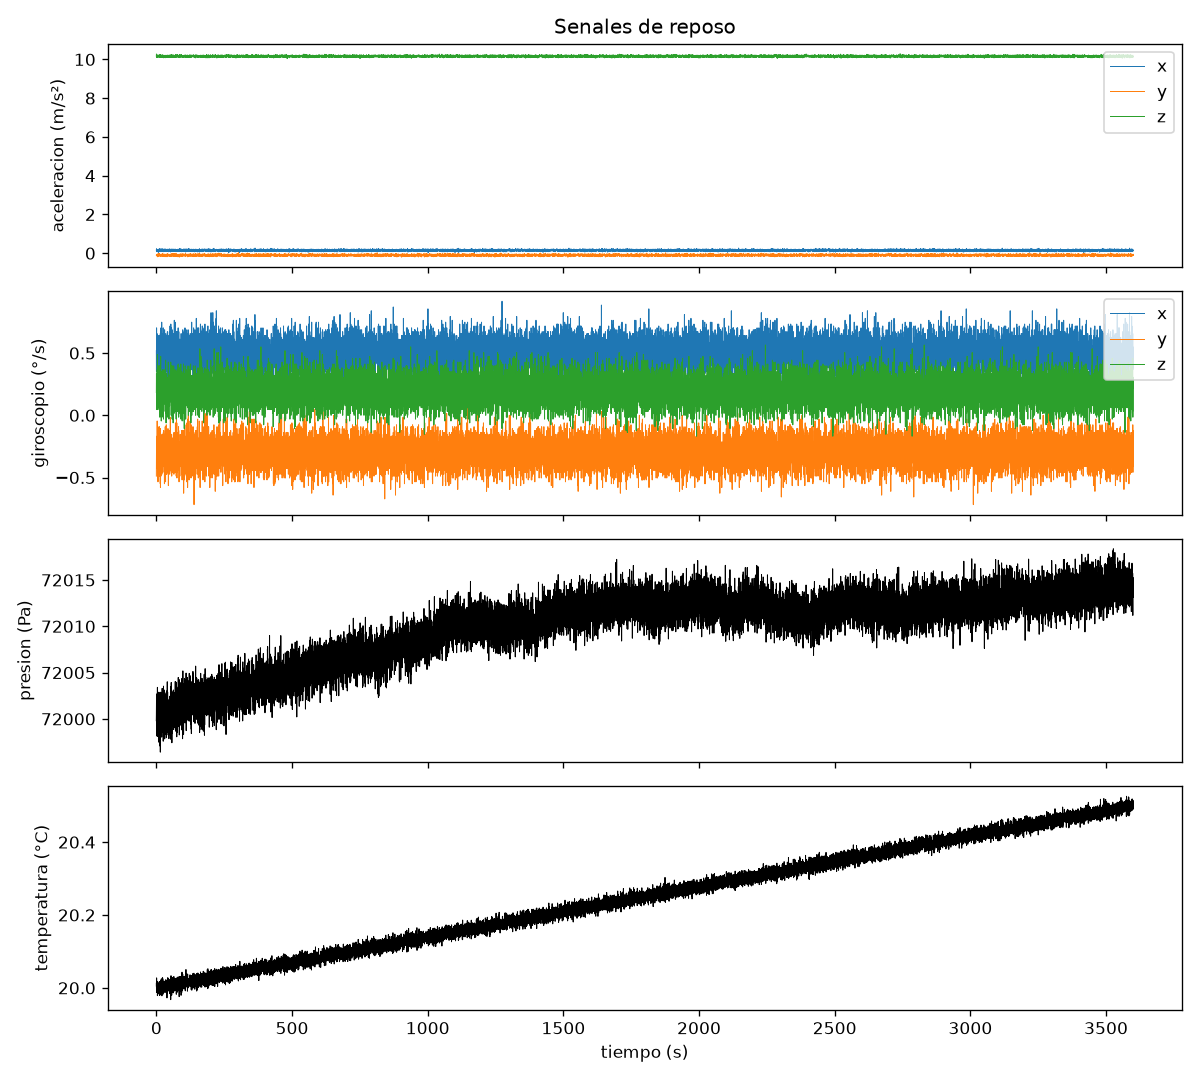 Senales de reposo
aceleracion (m/s²)
10
8
6
4
2
0
x
y
z
giroscopio (°/s)
0.5
0.0
−0.5
x
y
z
presion (Pa)
72015
72010
72005
72000
temperatura (°C)
20.4
20.2
20.0
0 500 1000 1500 2000 2500 3000 3500
tiempo (s)